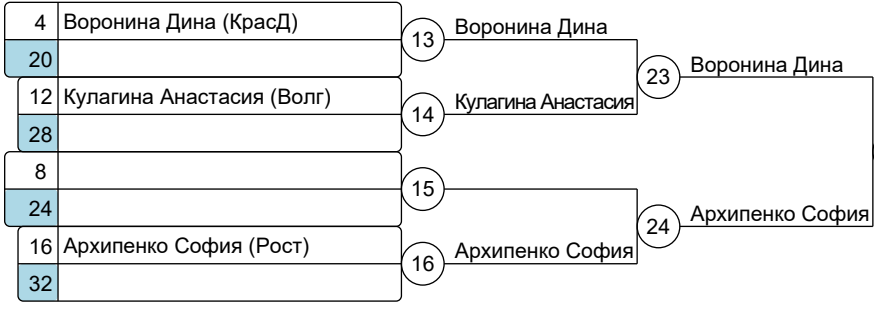 4 Воронина Дина (КрасД)
20
13 Воронина Дина
23 Воронина Дина
12 Кулагина Анастасия (Волг)
28
14 Кулагина Анастасия
8
24
15
24 Архипенко София
16 Архипенко София (Рост)
32
16 Архипенко София